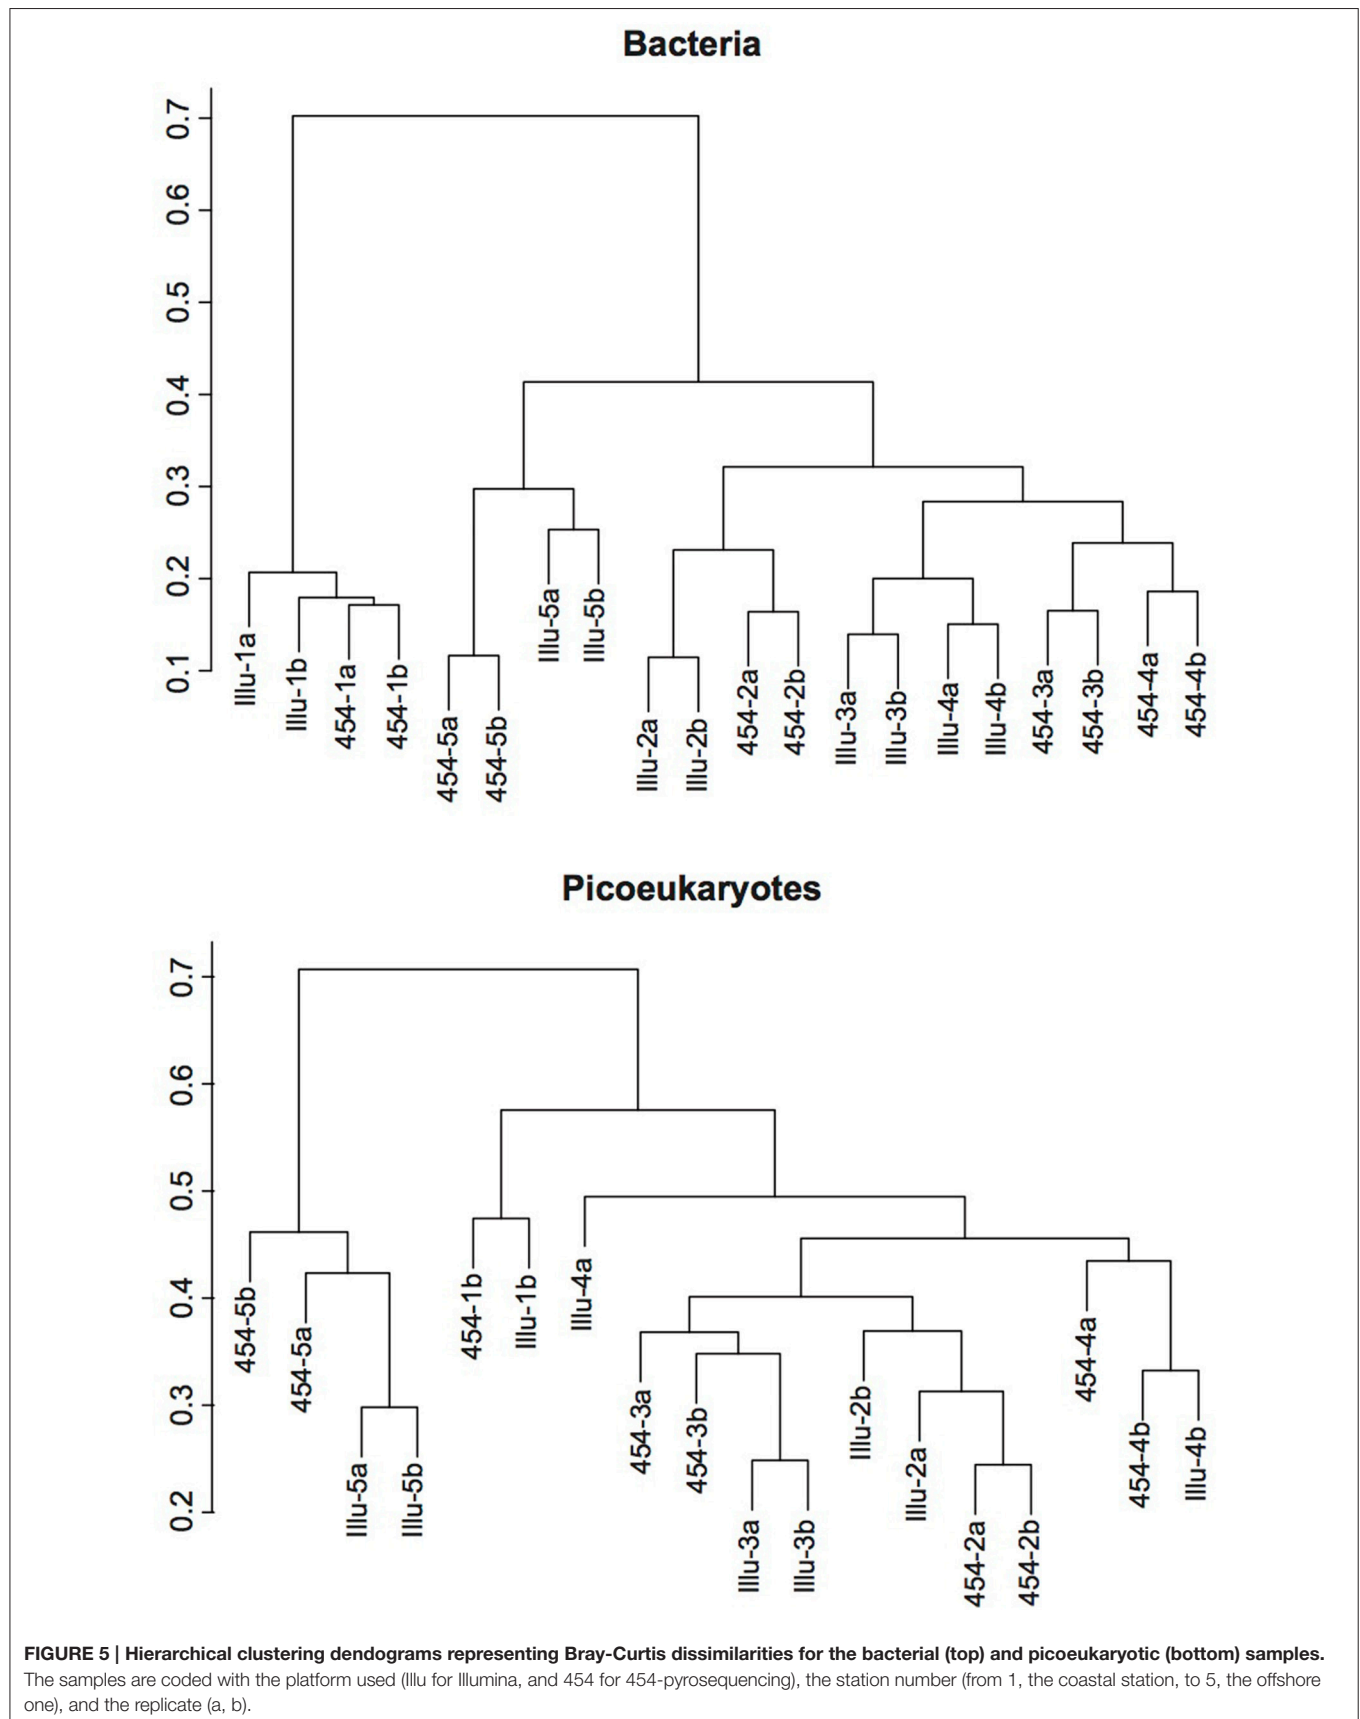 Bacteria
0.7
0.6
0.5
0.4
0.3
0.2
0.1
Illu-1a
Illu-1b
454-1a
454-1b
454-5a
454-5b
Illu-5a
Illu-5b
Illu-2a
Illu-2b
454-2a
454-2b
Illu-3a
Illu-3b
Illu-4a
Illu-4b
454-3a
454-3b
454-4a
454-4b
Picoeukaryotes
0.7
0.6
0.5
0.4
0.3
0.2
454-5b
454-5a
Illu-5a
Illu-5b
454-1b
Illu-1b
Illu-4a
454-3a
454-3b
Illu-3a
Illu-3b
Illu-2b
Illu-2a
454-2a
454-2b
454-4a
454-4b
Illu-4b
FIGURE 5 | Hierarchical clustering dendograms representing Bray-Curtis dissimilarities for the bacterial (top) and picoeukaryotic (bottom) samples.
The samples are coded with the platform used (Illu for Illumina, and 454 for 454-pyrosequencing), the station number (from 1, the coastal station, to 5, the offshore
one), and the replicate (a, b).